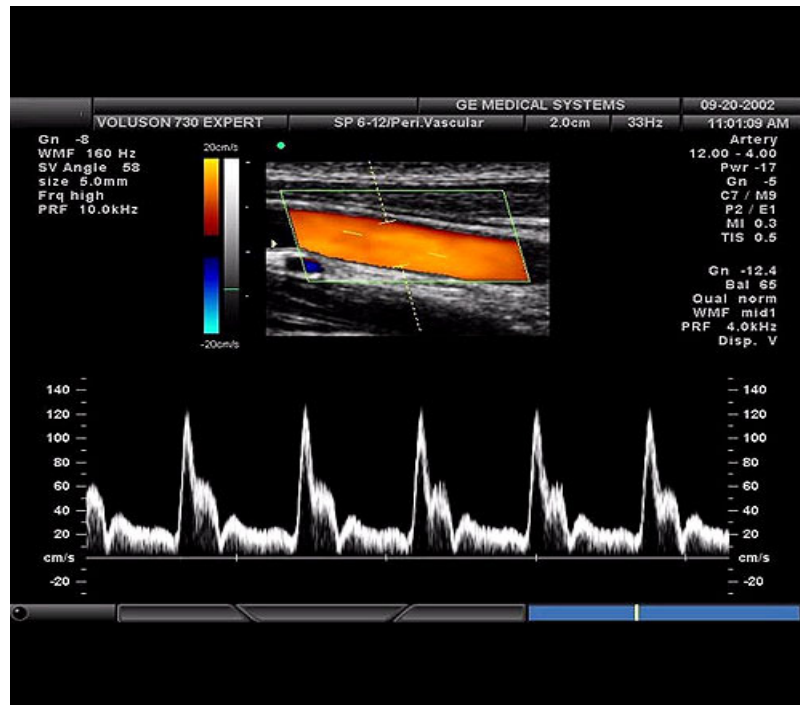 GE MEDICAL SYSTEMS 09-20-2002
VOLUSON 730 EXPERT SP 6-12/Peri.Vascular 2.0cm 33Hz 11:01:09 AM
Gn -8
WMF 160 Hz
SV Angle 58
size 5.0mm
Frq high
PRF 10.0kHz
20cm/s
-20cm/s
Artery
12.00 - 4.00
Pwr -17
Gn -5
C7 / M9
P2 / E1
MI 0.3
TIS 0.5
Gn -12.4
Bal 65
Qual norm
WMF mid1
PRF 4.0kHz
Disp. V
140 140
120 120
100 100
80 80
60 60
40 40
20 20
cm/s cm/s
-20 -20